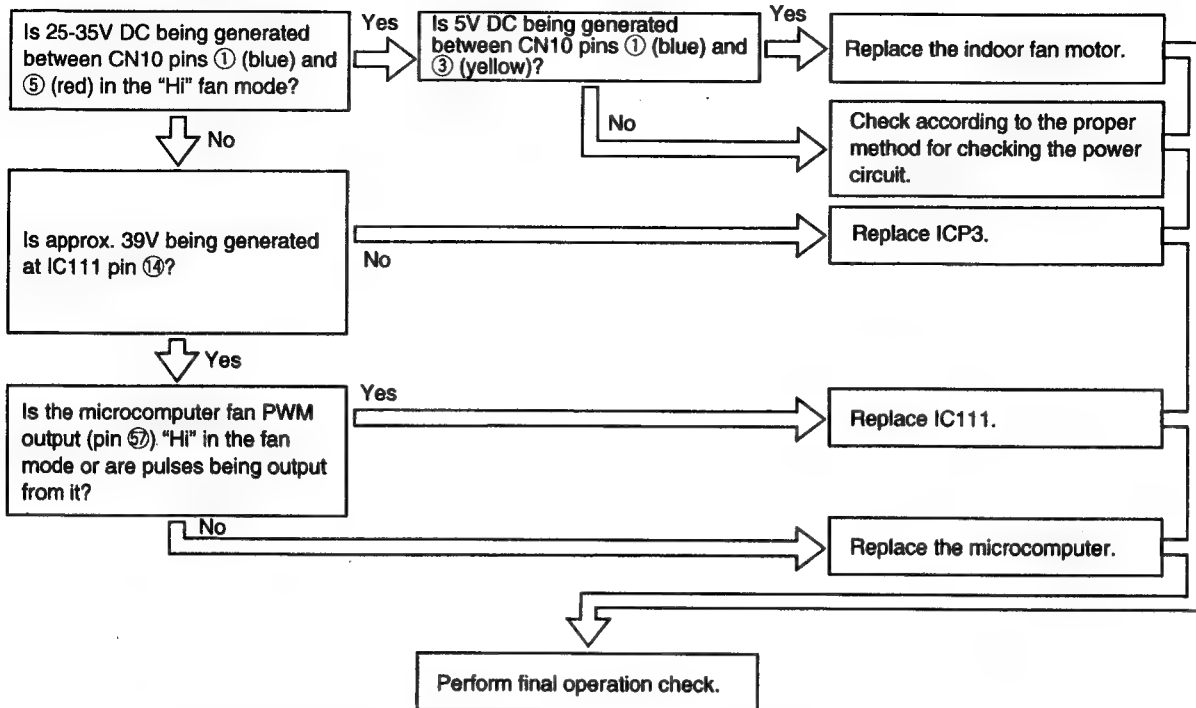 Is 25-35V DC being generated
between CN10 pins ① (blue) and
⑤ (red) in the “Hi” fan mode?
Yes
Is 5V DC being generated
between CN10 pins ① (blue) and
③ (yellow)?
Yes
Replace the indoor fan motor.
No
No
Check according to the proper
method for checking the power
circuit.
Is approx. 39V being generated
at IC111 pin ⑭?
No
Replace ICP3.
Yes
Is the microcomputer fan PWM
output (pin 57) “Hi” in the fan
mode or are pulses being output
from it?
Yes
Replace IC111.
No
Replace the microcomputer.
Perform final operation check.